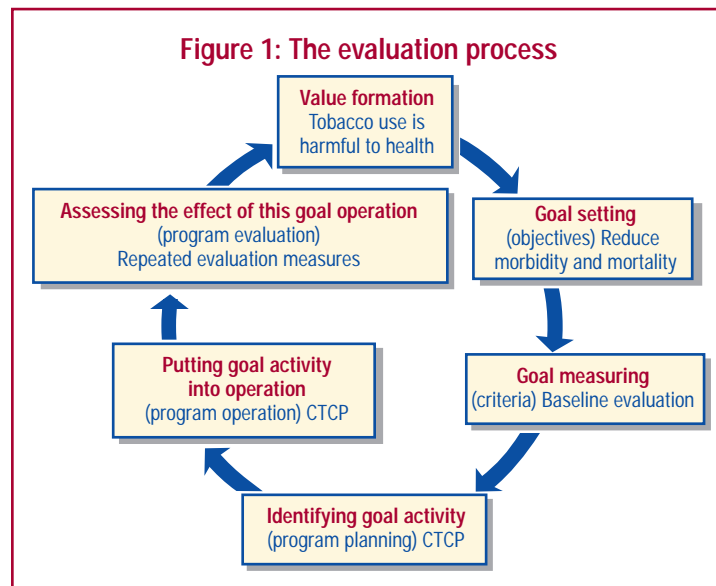 Figure 1: The evaluation process
Value formation
Tobacco use is
harmful to health
Goal setting
(objectives) Reduce
morbidity and mortality
Goal measuring
(criteria) Baseline evaluation
Identifying goal activity
(program planning) CTCP
Putting goal activity
into operation
(program operation) CTCP
Assessing the effect of this goal operation
(program evaluation)
Repeated evaluation measures